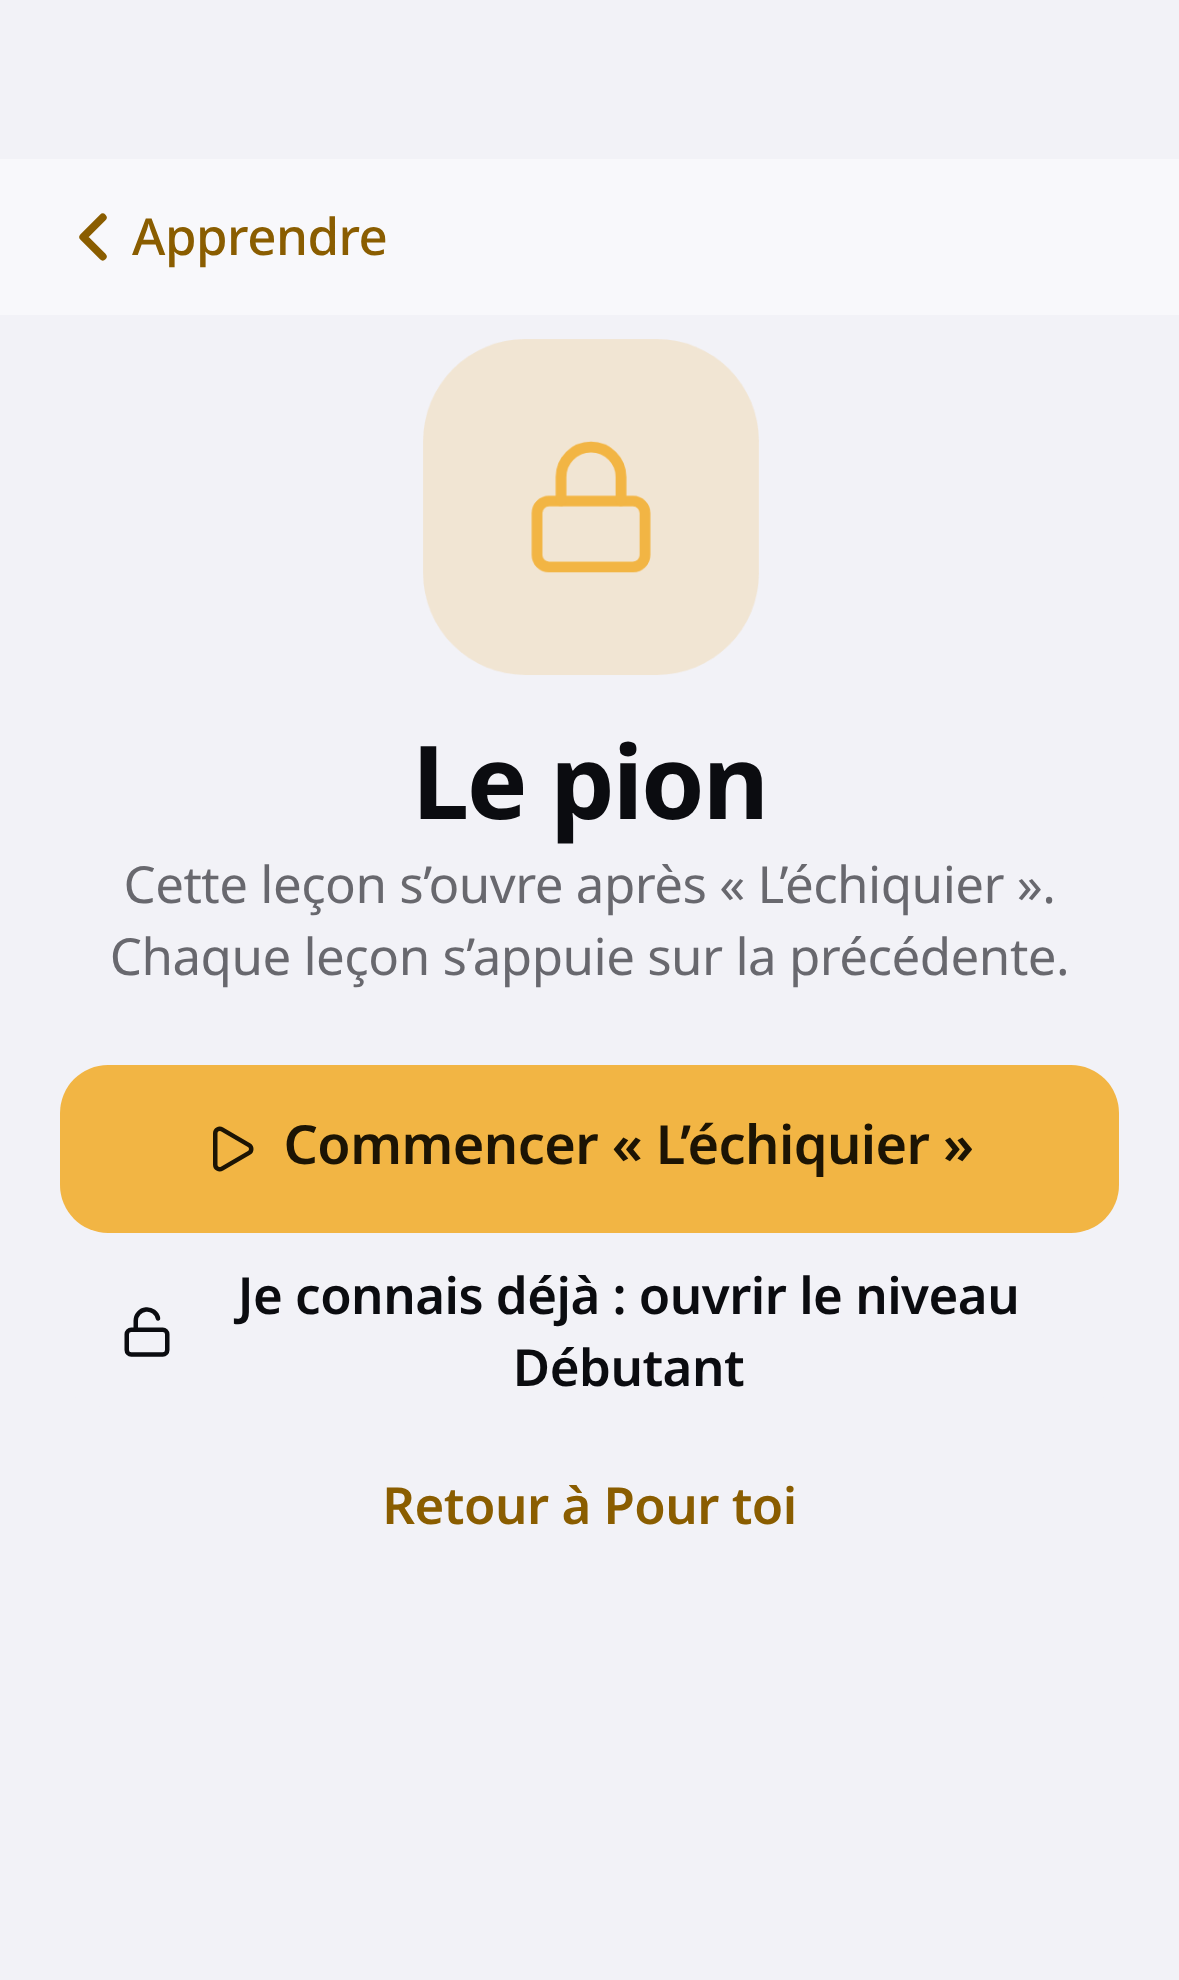 Apprendre
Le pion
Cette leçon s’ouvre après « L’échiquier ».
Chaque leçon s’appuie sur la précédente.
Commencer « L’échiquier »
Je connais déjà : ouvrir le niveau
Débutant
Retour à Pour toi